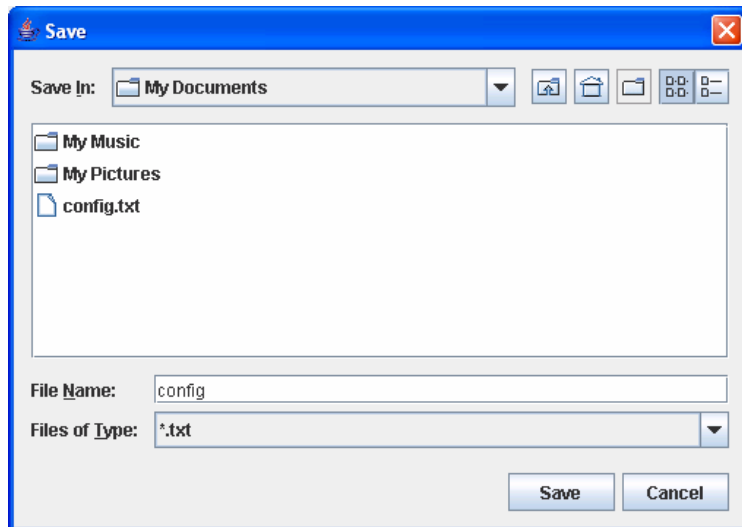 Save
Save In: My Documents
My Music
My Pictures
config.txt
File Name: config
Files of Type: *.txt
Save Cancel